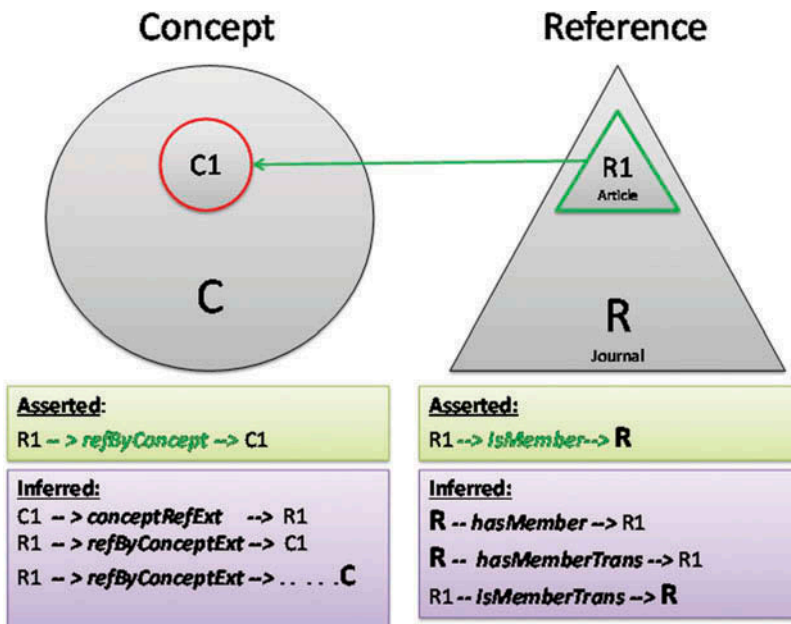 Concept
Reference
C1
R1
Article
C
R
Journal
Asserted:
R1 -- > refByConcept --> C1
Inferred:
C1 -- > conceptRefExt --> R1
R1 -- > refByConceptExt--> C1
R1 -- > refByConceptExt--> . . . . . C
Asserted:
R1 --> isMember--> R
Inferred:
R -- hasMember --> R1
R -- hasMemberTrans --> R1
R1-- isMemberTrans--> R